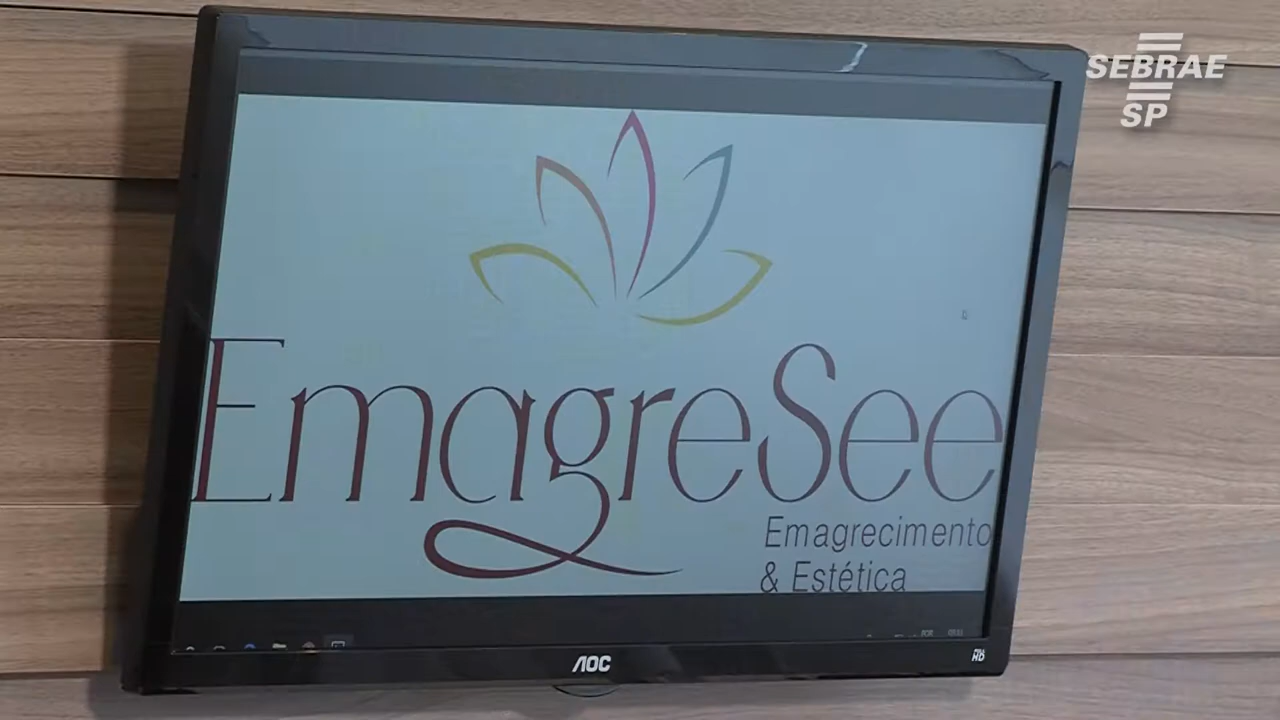 SEBRAE
SP
EmagreSee
Emagrecimento
& Estética
AOC